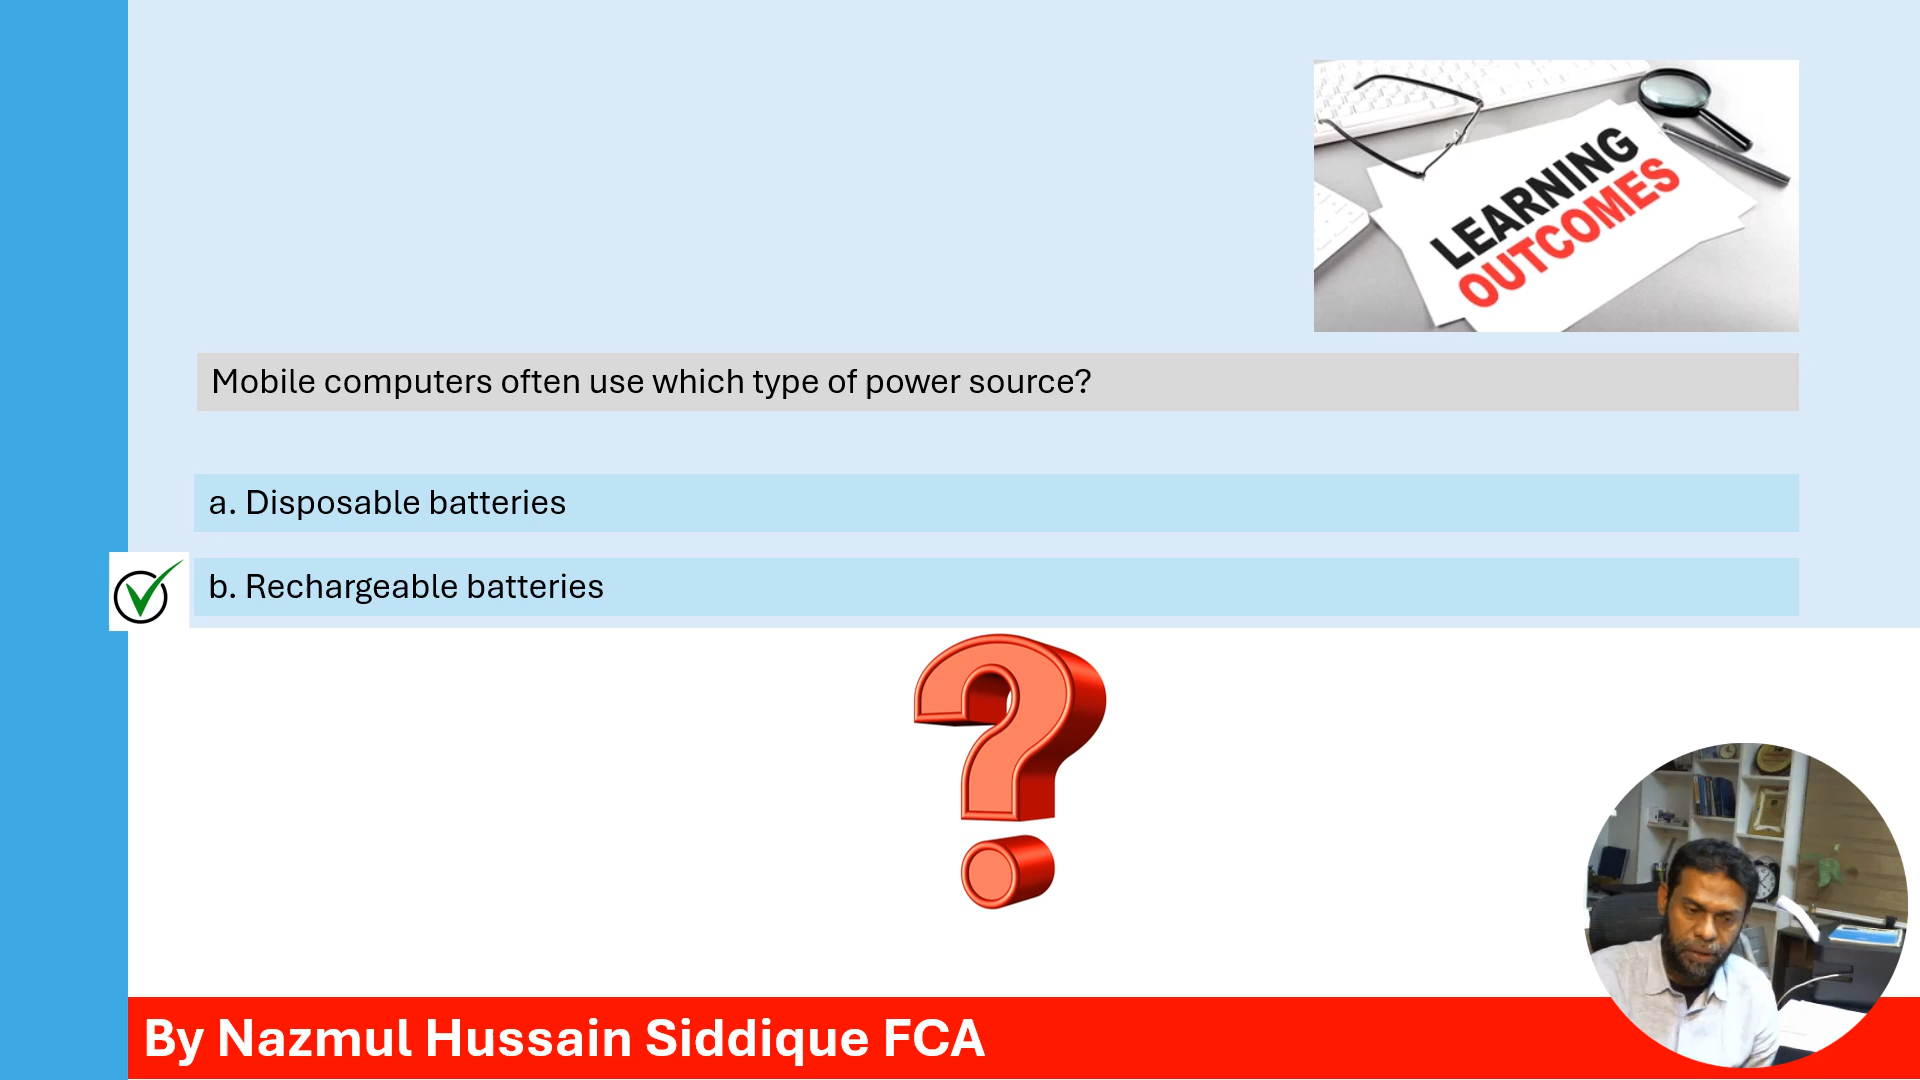 LEARNING
OUTCOMES
Mobile computers often use which type of power source?
a. Disposable batteries
b. Rechargeable batteries
?
By Nazmul Hussain Siddique FCA